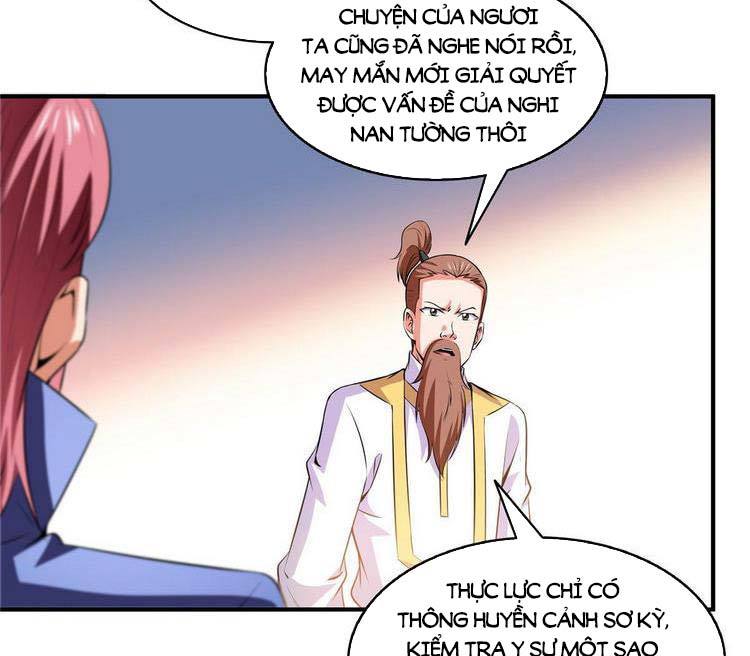 CHUYỆN CỦA NGƯƠI
TA CŨNG ĐÃ NGHE NÓI RỒI,
MAY MẮN MỚI GIẢI QUYẾT
ĐƯỢC VẤN ĐỀ CỦA NGHI
NAN TƯỜNG THÔI
THỰC LỰC CHỈ CÓ
THÔNG HUYỀN CẢNH SƠ KỲ,
KIỂM TRA Y SƯ MỘT SAO